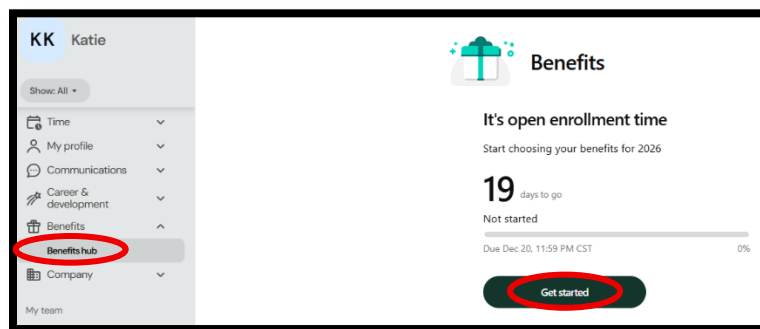 KK Katie
Show: All
Time
My profile
Communications
Career &
development
Benefits
Benefits hub
Company
My team
Benefits
It's open enrollment time
Start choosing your benefits for 2026
19 days to go
Not started
Due Dec 20, 11:59 PM CST 0%
Get started